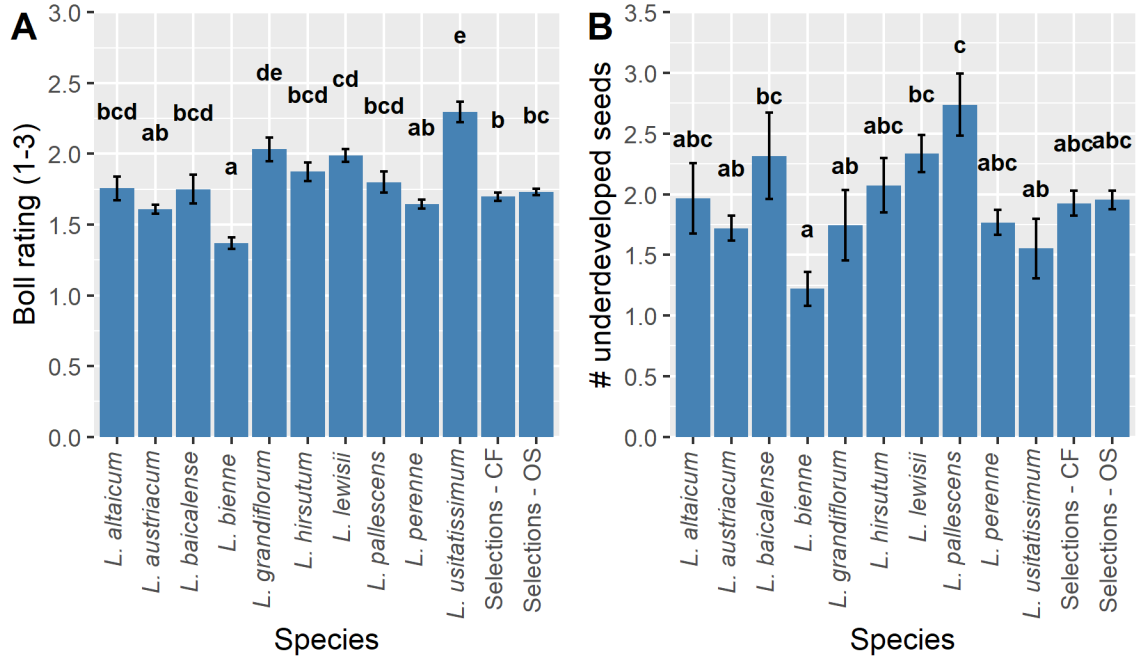 A
Boll rating (1-3)
3.0
2.5
2.0
1.5
1.0
0.5
0.0
bcd
ab
bcd
a
de
bcd
cd
bcd
ab
e
b
bc
L. altaicum
L. austriacum
L. baicalense
L. bienne
L. grandiflorum
L. hirsutum
L. lewisii
L. pallescens
L. perenne
L. usitatissimum
Selections - CF
Selections - OS
Species
B
# underdeveloped seeds
3.5
3.0
2.5
2.0
1.5
1.0
0.5
0.0
abc
ab
bc
a
ab
abc
bc
c
abc
ab
abc
abc
L. altaicum
L. austriacum
L. baicalense
L. bienne
L. grandiflorum
L. hirsutum
L. lewisii
L. pallescens
L. perenne
L. usitatissimum
Selections - CF
Selections - OS
Species